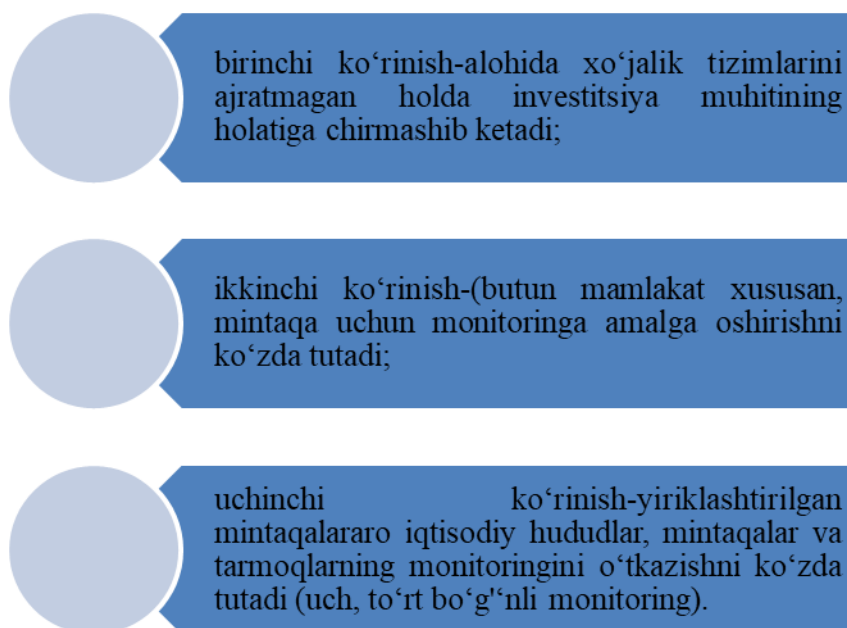 birinchi ko‘rinish-alohida xo‘jalik tizimlarini
ajratmagan holda investitsiya muhitining
holatiga chirmashib ketadi;
ikkinchi ko‘rinish-(butun mamlakat xususan,
mintaqa uchun monitoringa amalga oshirishni
ko‘zda tutadi;
uchinchi ko‘rinish-yiriklashtirilgan
mintaqalararo iqtisodiy hududlar, mintaqalar va
tarmoqlarning monitoringini o‘tkazishni ko‘zda
tutadi (uch, to‘rt bo‘g'‘nli monitoring).